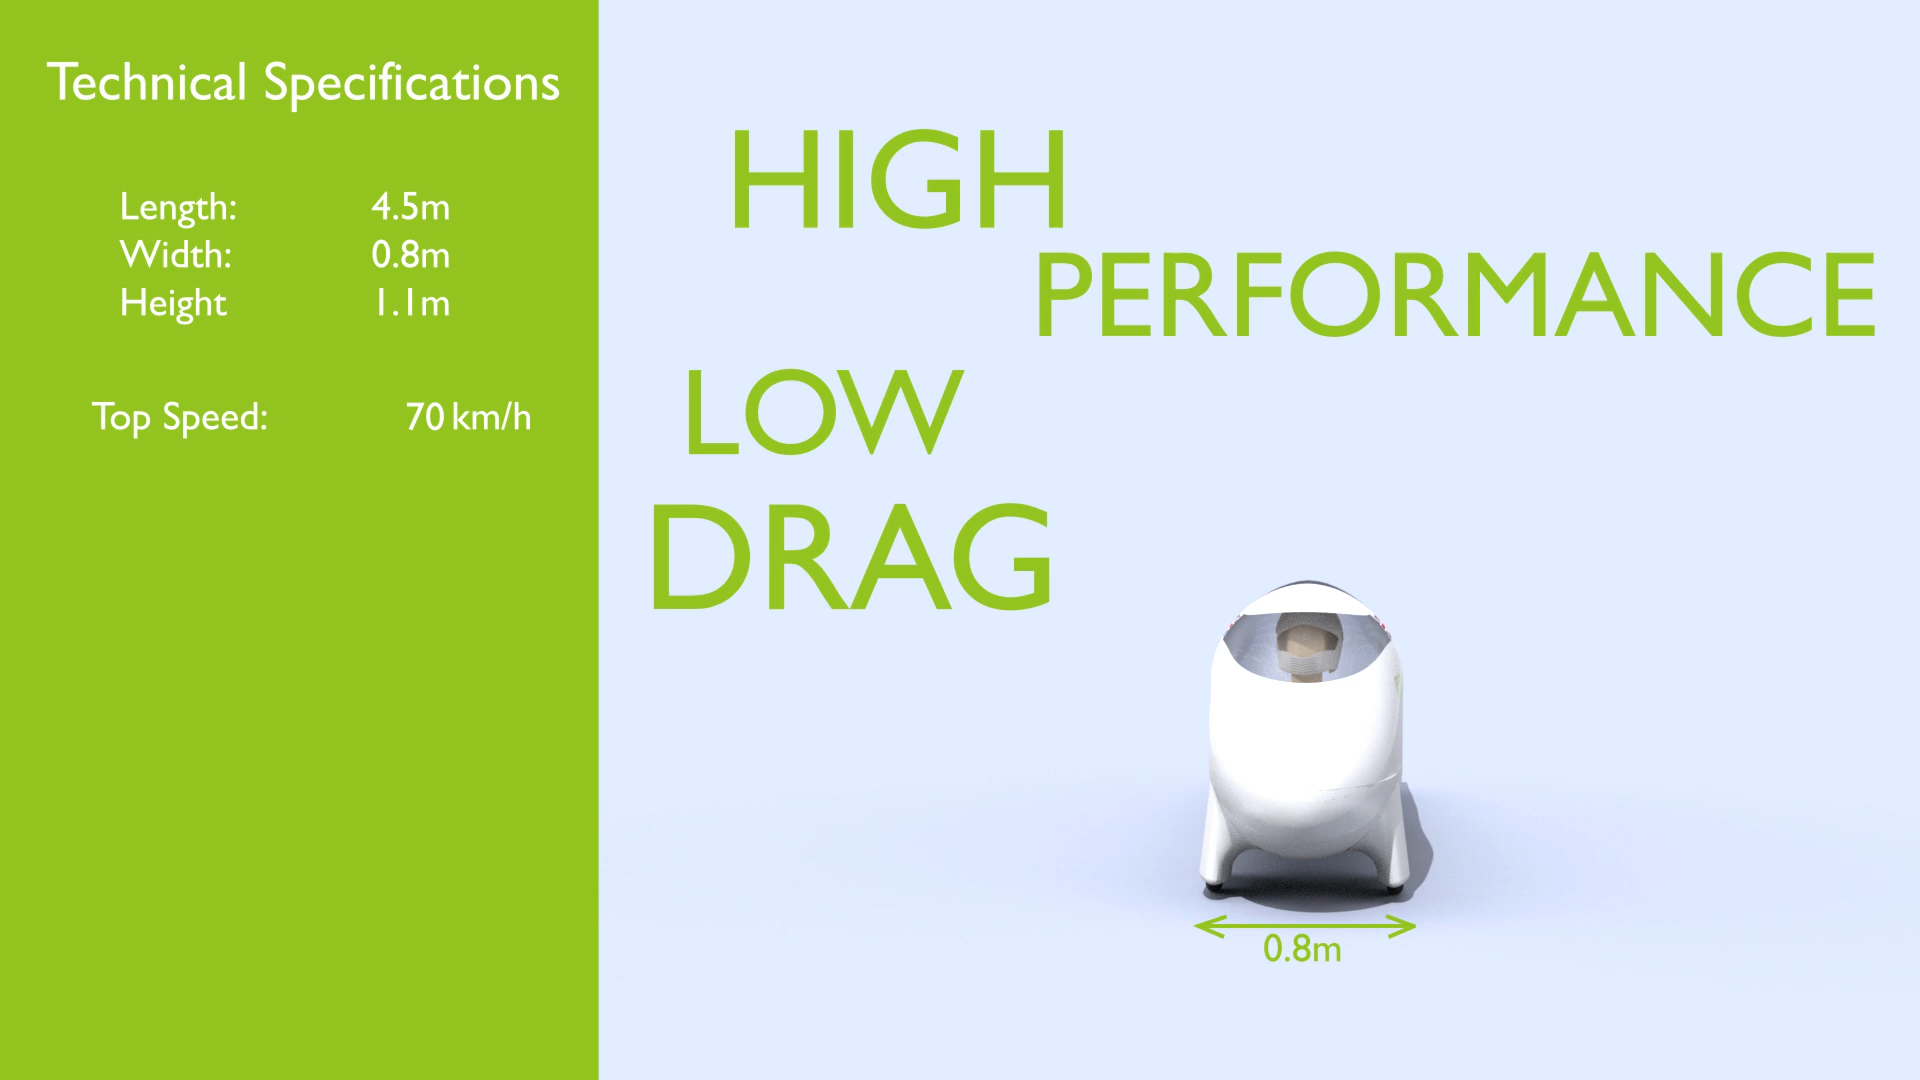 Technical Specifications
Length: 4.5m
Width: 0.8m
Height 1.1m
Top Speed: 70 km/h
HIGH
PERFORMANCE
LOW
DRAG
0.8m